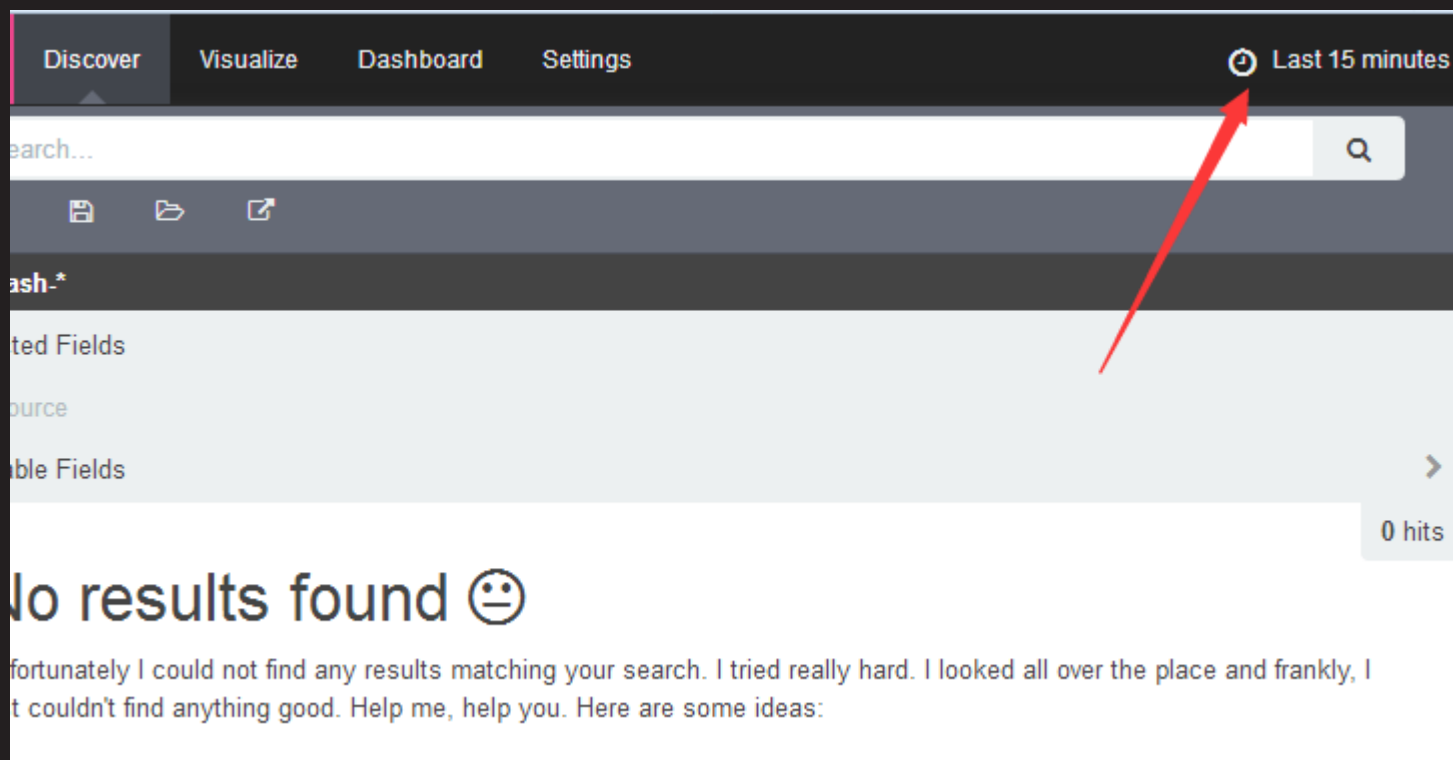 Discover Visualize Dashboard Settings Last 15 minutes
earch...
ash-*
ted Fields
ource
able Fields
0 hits
No results found
fortunately I could not find any results matching your search. I tried really hard. I looked all over the place and frankly, I
t couldn't find anything good. Help me, help you. Here are some ideas: